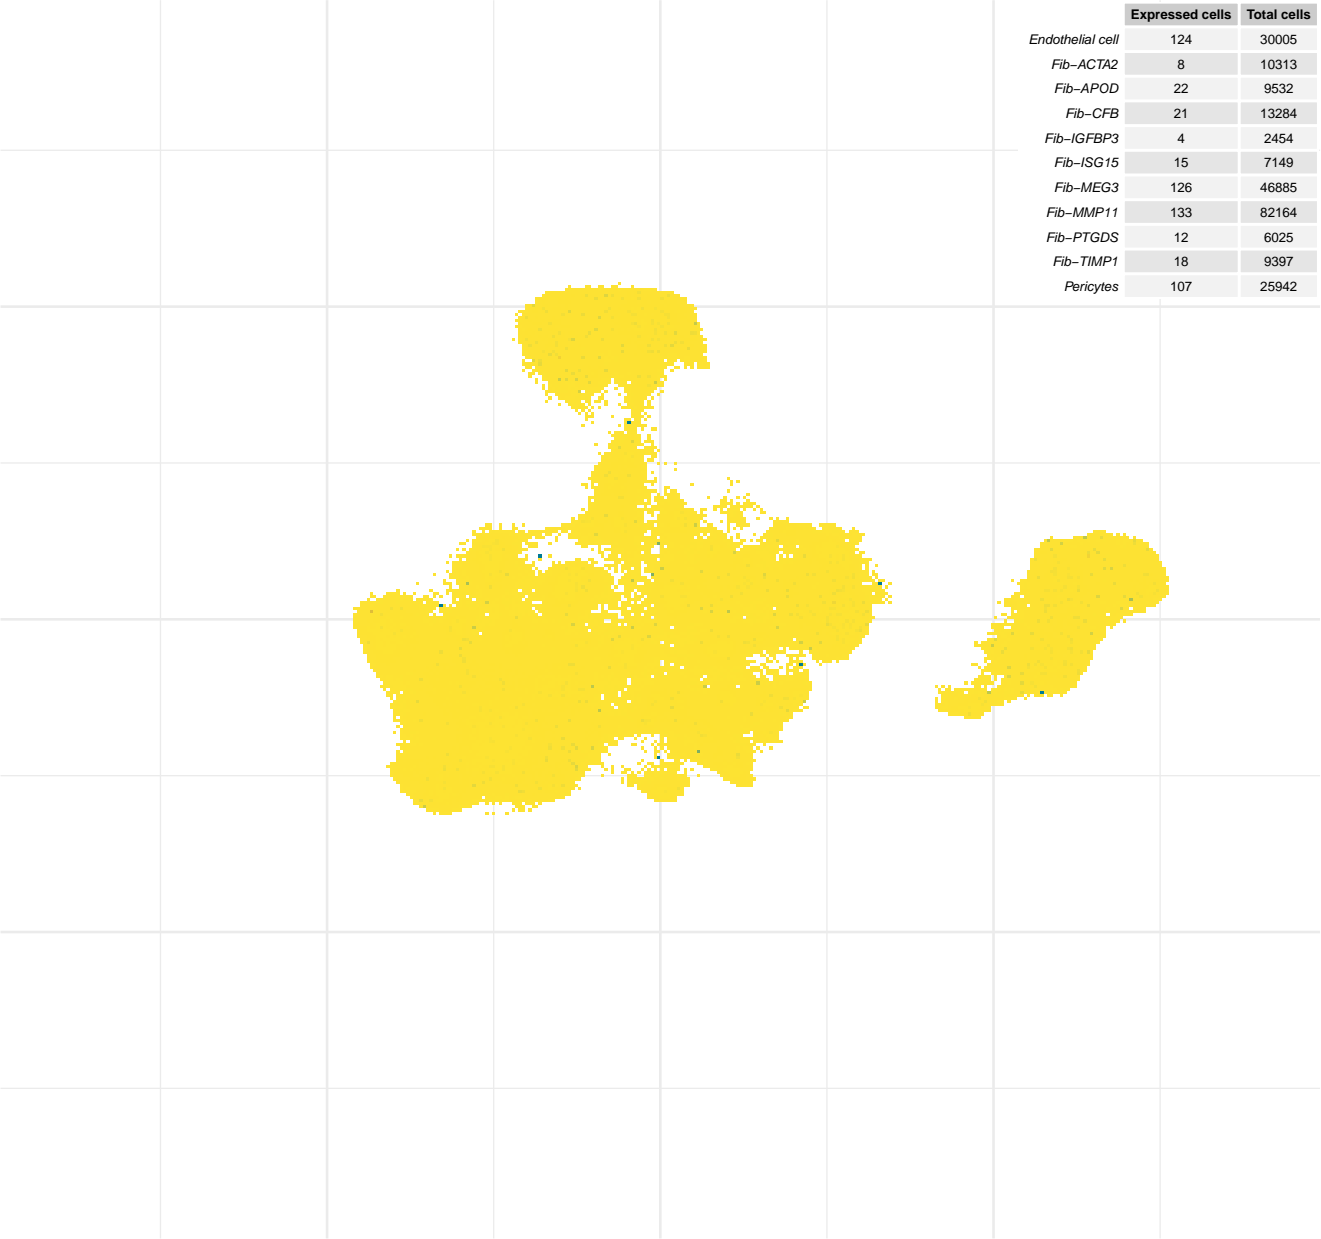 Expressed cells Total cells
Endothelial cell 124 30005
Fib−ACTA2 8 10313
Fib−APOD 22 9532
Fib−CFB 21 13284
Fib−IGFBP3 4 2454
Fib−ISG15 15 7149
Fib−MEG3 126 46885
Fib−MMP11 133 82164
Fib−PTGDS 12 6025
Fib−TIMP1 18 9397
Pericytes 107 25942